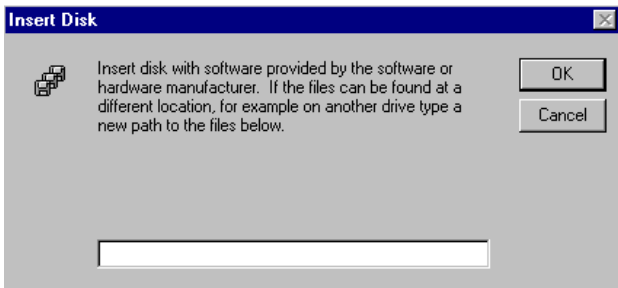 Insert Disk
Insert disk with software provided by the software or
hardware manufacturer.  If the files can be found at a
different location, for example on another drive type a
new path to the files below.
OK
Cancel